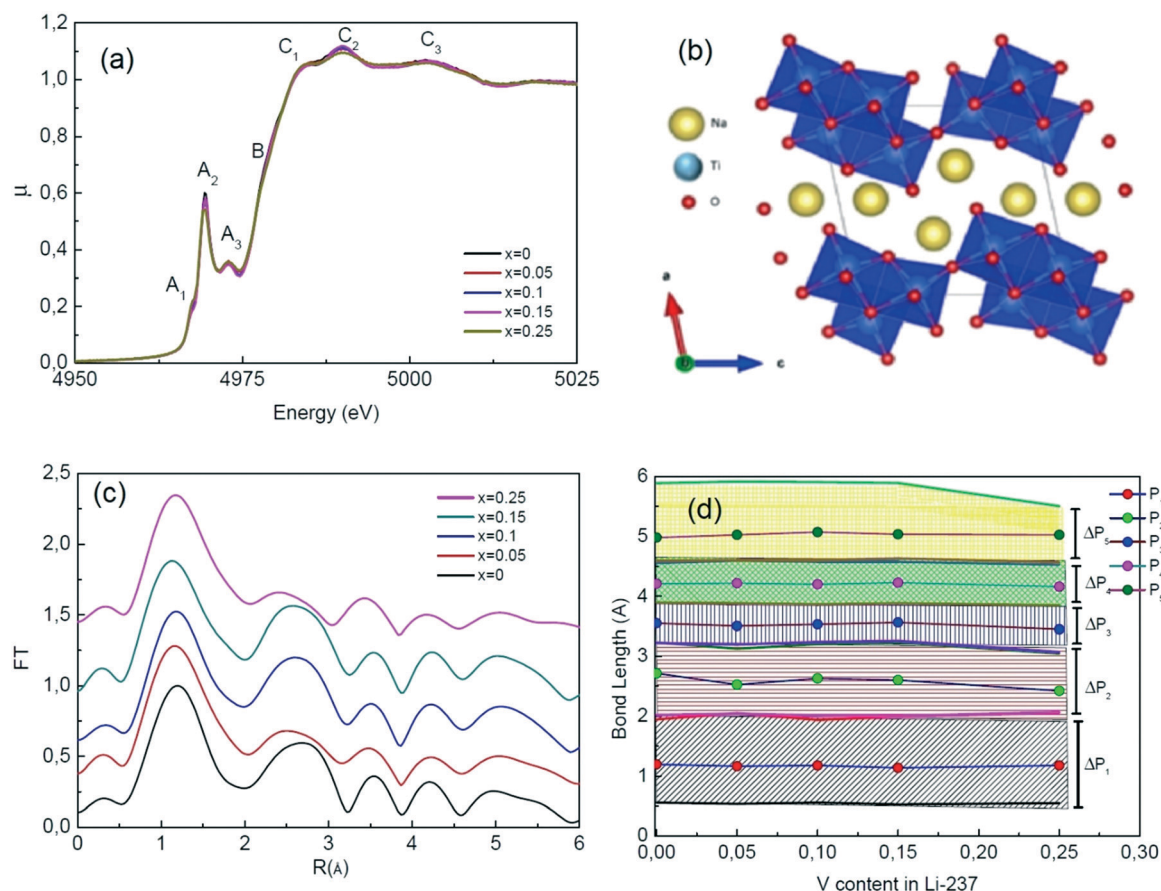 (a)
1,2
1,0
0,8
0,6
0,4
0,2
0,0
μ
A1
A2
A3
B
C1
C2
C3
x=0
x=0.05
x=0.1
x=0.15
x=0.25
4950
4975
5000
5025
Energy (eV)
(b)
Na
Ti
O
a
b
c
(c)
2,5
2,0
1,5
1,0
0,5
0,0
FT
x=0.25
x=0.15
x=0.1
x=0.05
x=0
0
1
2
3
4
5
6
R(Å)
(d)
6
5
4
3
2
1
0
Bond Length (A)
P
P
P
P
P
ΔP5
ΔP4
ΔP3
ΔP2
ΔP1
0,00
0,05
0,10
0,15
0,20
0,25
0,30
V content in Li-237